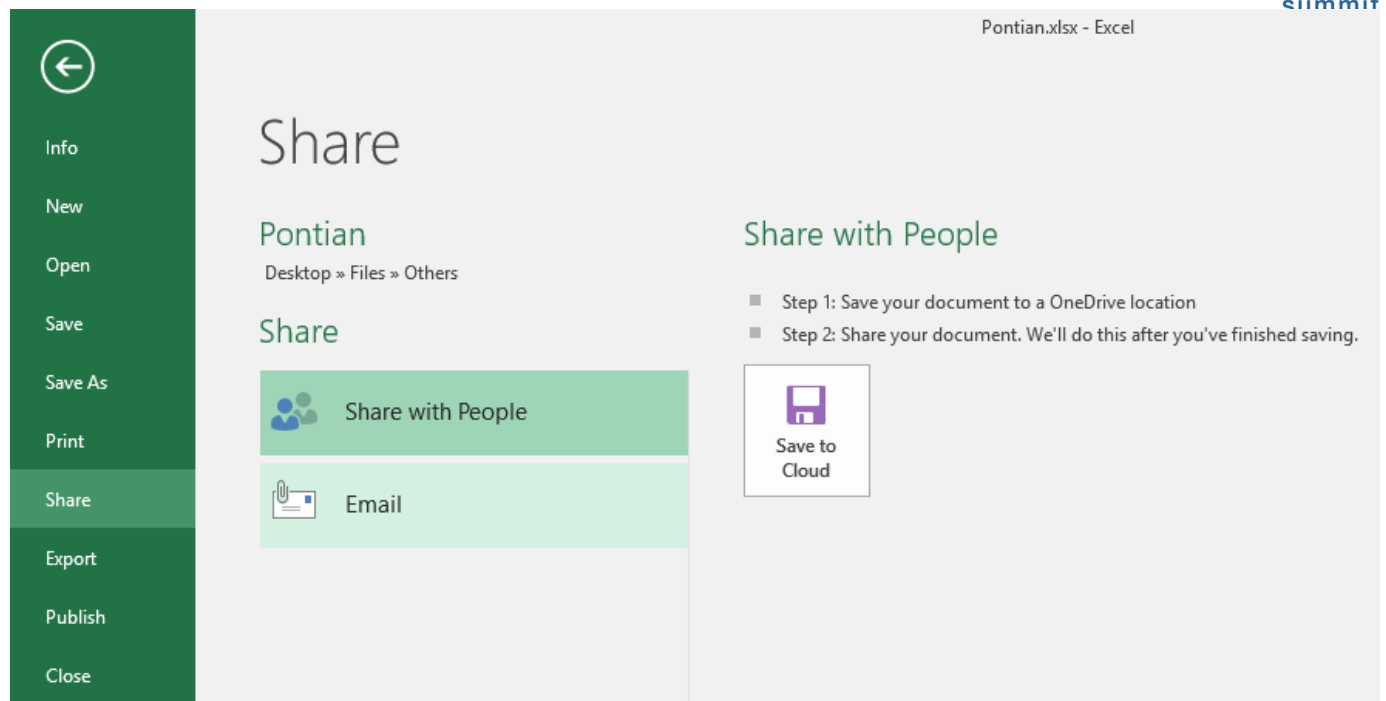 summit
Pontian.xlsx - Excel
Info
New
Open
Save
Save As
Print
Share
Export
Publish
Close
Share
Pontian
Desktop » Files » Others
Share
Share with People
Email
Share with People
Step 1: Save your document to a OneDrive location
Step 2: Share your document. We'll do this after you've finished saving.
Save to
Cloud